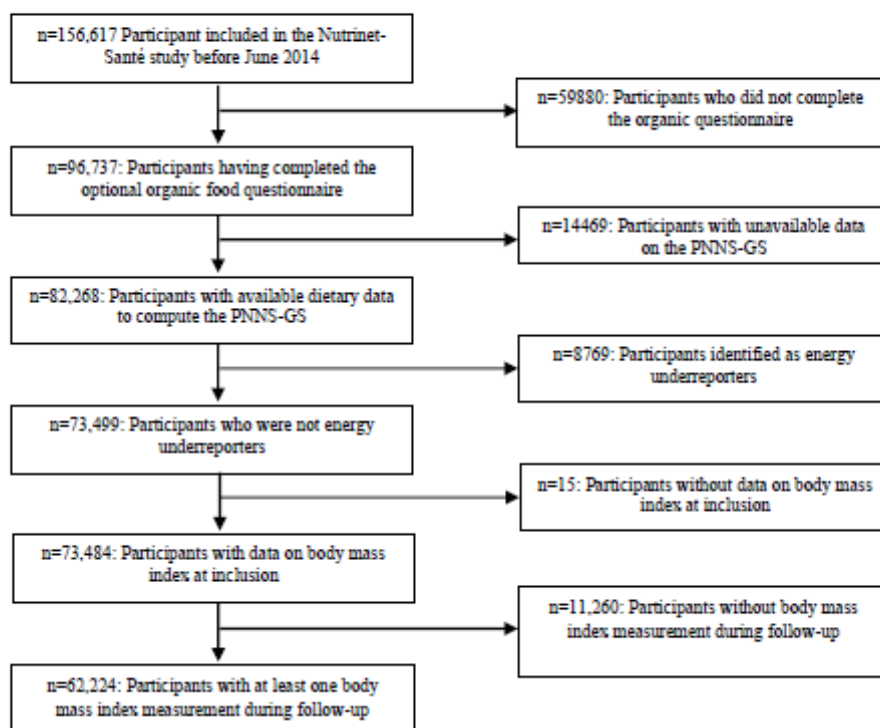 n=156,617 Participant included in the Nutrinet-
Santé study before June 2014
n=59880: Participants who did not complete
the organic questionnaire
n=96,737: Participants having completed the
optional organic food questionnaire
n=14469: Participants with unavailable data
on the PNNS-GS
n=82,268: Participants with available dietary data
to compute the PNNS-GS
n=8769: Participants identified as energy
underreporters
n=73,499: Participants who were not energy
underreporters
n=15: Participants without data on body mass
index at inclusion
n=73,484: Participants with data on body mass
index at inclusion
n=11,260: Participants without body mass
index measurement during follow-up
n=62,224: Participants with at least one body
mass index measurement during follow-up